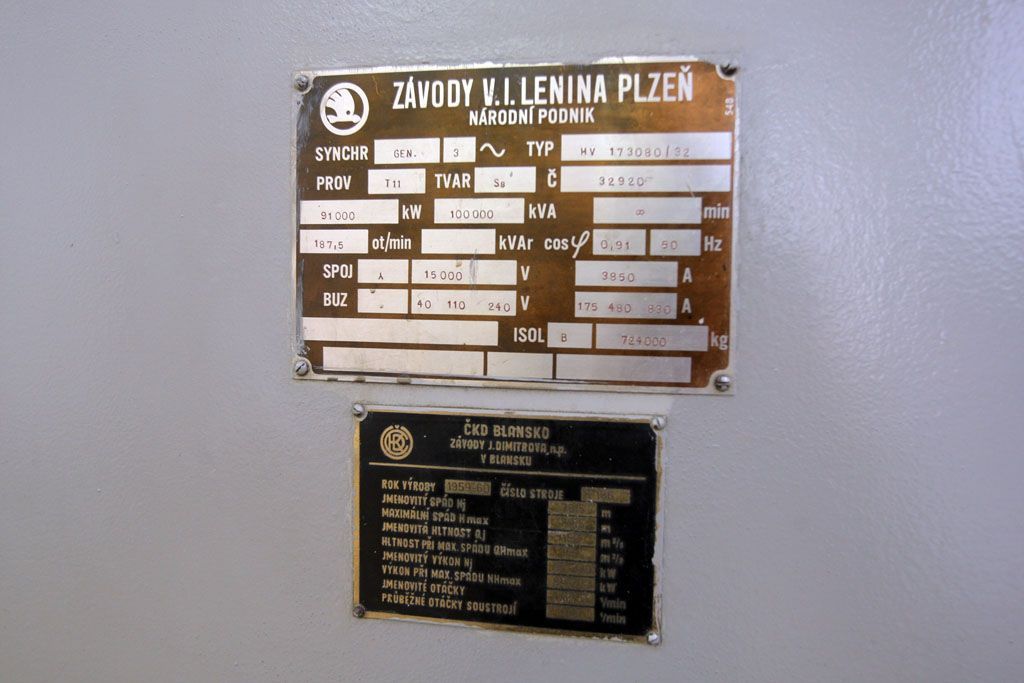 ZÁVODY V.I. LENINA PLZEŇ
NÁRODNÍ PODNIK
548
SYNCHR GEN. 3 ~ TYP HV 173080/32
PROV T11 TVAR Č 32920
91000 kW 100000 kVA ∞ min
187,5 ot/min kVAr cos φ 0,91 50 Hz
SPOJ 15000 V 3850 A
BUZ 40 110 240 V 175 480 830 A
ISOL B 724000 kg
ČKD BLANSKO
ZÁVODY J. DIMITROVA, n.p.
V BLANSKU
ROK VÝROBY 1959-60 ČÍSLO STROJE
JMENOVITÝ SPÁD Hj m
MAXIMÁLNÍ SPÁD H max m
JMENOVITÁ HLTNOST Qj m³/s
HLTNOST PŘI MAX. SPÁDU QHmax m³/s
JMENOVITÝ VÝKON Nj kW
VÝKON PŘI MAX. SPÁDU NHmax kW
JMENOVITÉ OTÁČKY ¹/min
PRŮBĚŽNÉ OTÁČKY SOUSTROJÍ ¹/min